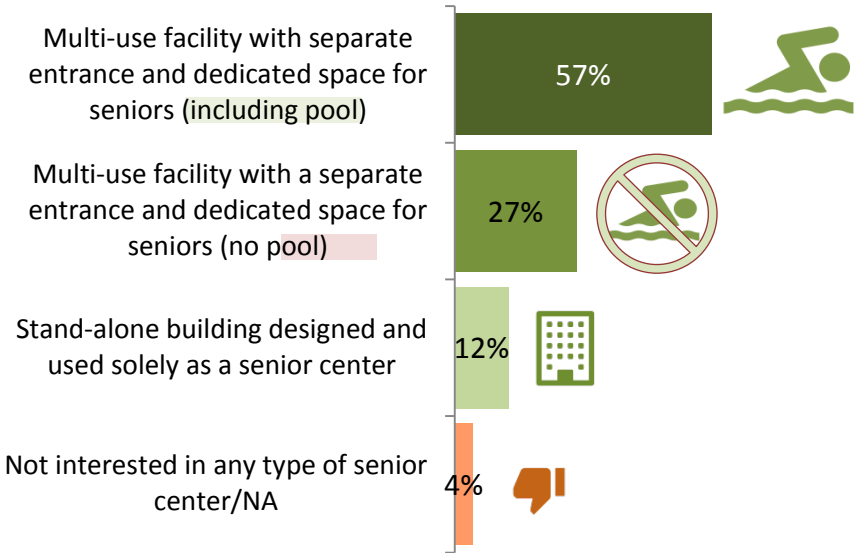 Multi-use facility with separate
entrance and dedicated space for
seniors (including pool)
57%
Multi-use facility with a separate
entrance and dedicated space for
seniors (no pool)
27%
Stand-alone building designed and
used solely as a senior center
12%
Not interested in any type of senior
center/NA
4%